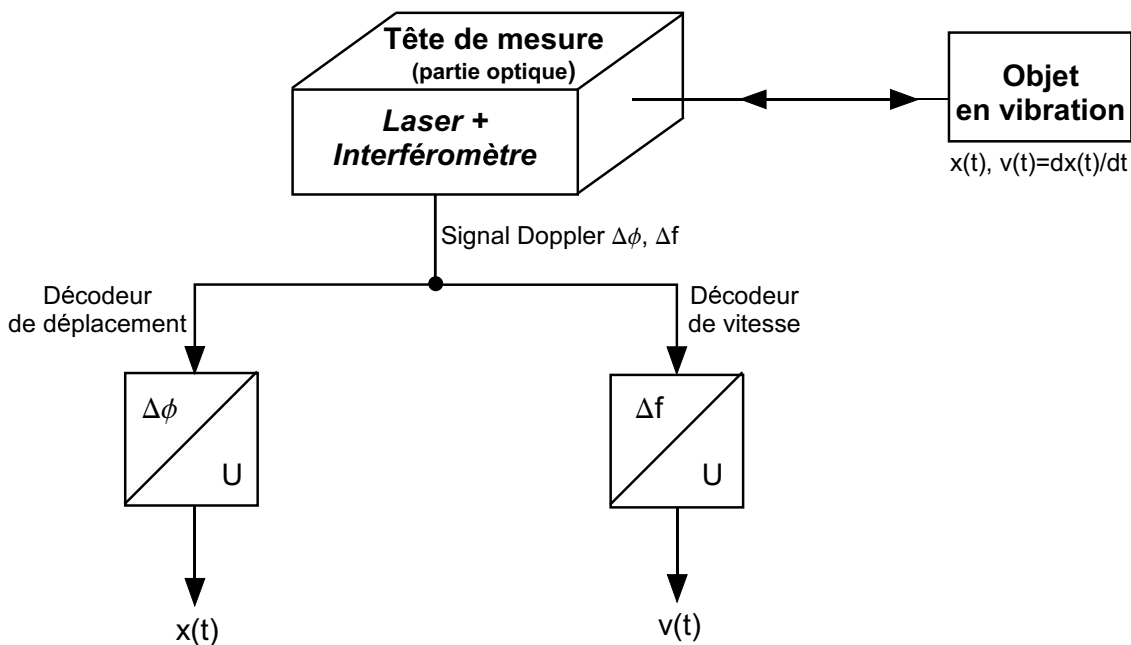 Tête de mesure
(partie optique)
Laser +
Interféromètre
Objet
en vibration
x(t), v(t)=dx(t)/dt
Signal Doppler Δϕ, Δf
Décodeur
de déplacement
Décodeur
de vitesse
Δϕ
U
Δf
U
x(t)
v(t)